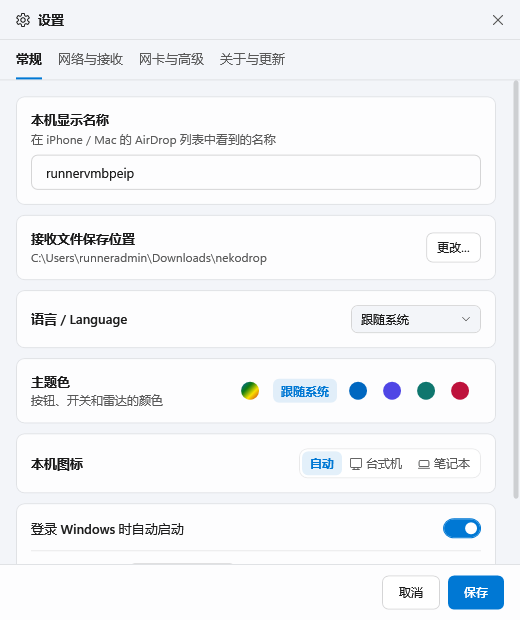 设置
常规 网络与接收 网卡与高级 关于与更新
本机显示名称
在 iPhone / Mac 的 AirDrop 列表中看到的名称
runnervmbpeip
接收文件保存位置
C:\Users\runneradmin\Downloads\nekodrop
更改...
语言 / Language
跟随系统
主题色
按钮、开关和雷达的颜色
跟随系统
本机图标
自动 台式机 笔记本
登录 Windows 时自动启动
取消 保存